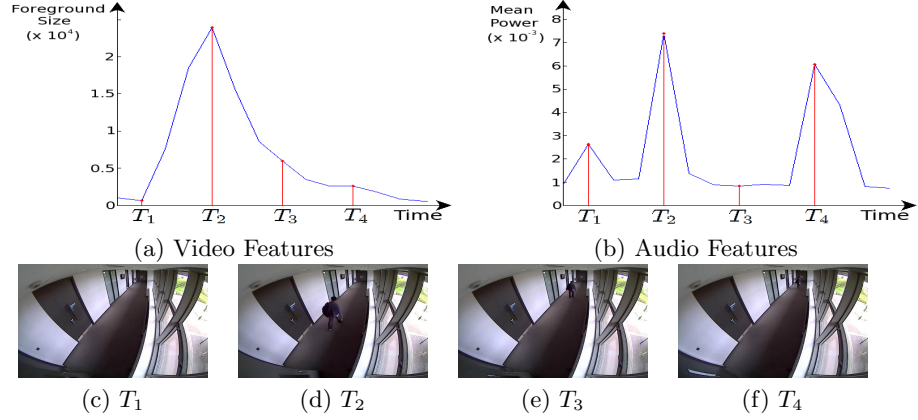 Foreground
Size
(x 10⁴)
2
1.5
1
0.5
0
T₁ T₂ T₃ T₄ Time
(a) Video Features
Mean
Power
(x 10⁻³)
8
7
6
5
4
3
2
1
0
T₁ T₂ T₃ T₄ Time
(b) Audio Features
(c) T₁
(d) T₂
(e) T₃
(f) T₄